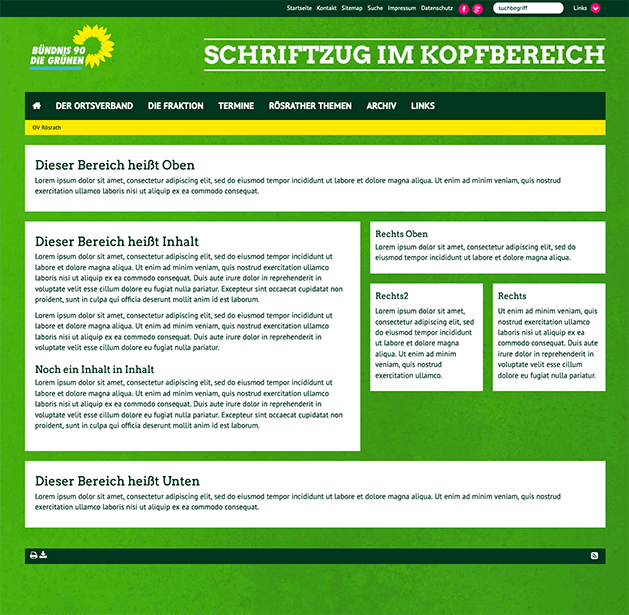 Startseite Kontakt Sitemap Suche Impressum Datenschutz suchbegriff Links
BÜNDNIS 90
DIE GRÜNEN
SCHRIFTZUG IM KOPFBEREICH
DER ORTSVERBAND DIE FRAKTION TERMINE RÖSRATHER THEMEN ARCHIV LINKS
OV Rösrath
Dieser Bereich heißt Oben
Lorem ipsum dolor sit amet, consectetur adipiscing elit, sed do eiusmod tempor incididunt ut labore et dolore magna aliqua. Ut enim ad minim veniam, quis nostrud
exercitation ullamco laboris nisi ut aliquip ex ea commodo consequat.
Dieser Bereich heißt Inhalt
Lorem ipsum dolor sit amet, consectetur adipiscing elit, sed do eiusmod tempor incididunt ut
labore et dolore magna aliqua. Ut enim ad minim veniam, quis nostrud exercitation ullamco
laboris nisi ut aliquip ex ea commodo consequat. Duis aute irure dolor in reprehenderit in
voluptate velit esse cillum dolore eu fugiat nulla pariatur. Excepteur sint occaecat cupidatat non
proident, sunt in culpa qui officia deserunt mollit anim id est laborum.
Lorem ipsum dolor sit amet, consectetur adipiscing elit, sed do eiusmod tempor incididunt ut
labore et dolore magna aliqua. Ut enim ad minim veniam, quis nostrud exercitation ullamco
laboris nisi ut aliquip ex ea commodo consequat. Duis aute irure dolor in reprehenderit in
voluptate velit esse cillum dolore eu fugiat nulla pariatur.
Noch ein Inhalt in Inhalt
Lorem ipsum dolor sit amet, consectetur adipiscing elit, sed do eiusmod tempor incididunt ut
labore et dolore magna aliqua. Ut enim ad minim veniam, quis nostrud exercitation ullamco
laboris nisi ut aliquip ex ea commodo consequat. Duis aute irure dolor in reprehenderit in
voluptate velit esse cillum dolore eu fugiat nulla pariatur. Excepteur sint occaecat cupidatat non
proident, sunt in culpa qui officia deserunt mollit anim id est laborum.
Rechts Oben
Lorem ipsum dolor sit amet, consectetur adipiscing elit, sed do
eiusmod tempor incididunt ut labore et dolore magna aliqua.
Rechts2
Lorem ipsum dolor sit amet,
consectetur adipiscing elit, sed
do eiusmod tempor incididunt
ut labore et dolore magna
aliqua. Ut enim ad minim
veniam, quis nostrud
exercitation ullamco.
Rechts
Ut enim ad minim veniam, quis
nostrud exercitation ullamco
laboris nisi ut aliquip ex ea
commodo consequat. Duis aute
irure dolor in reprehenderit in
voluptate velit esse cillum
dolore eu fugiat nulla pariatur.
Dieser Bereich heißt Unten
Lorem ipsum dolor sit amet, consectetur adipiscing elit, sed do eiusmod tempor incididunt ut labore et dolore magna aliqua. Ut enim ad minim veniam, quis nostrud
exercitation ullamco laboris nisi ut aliquip ex ea commodo consequat.